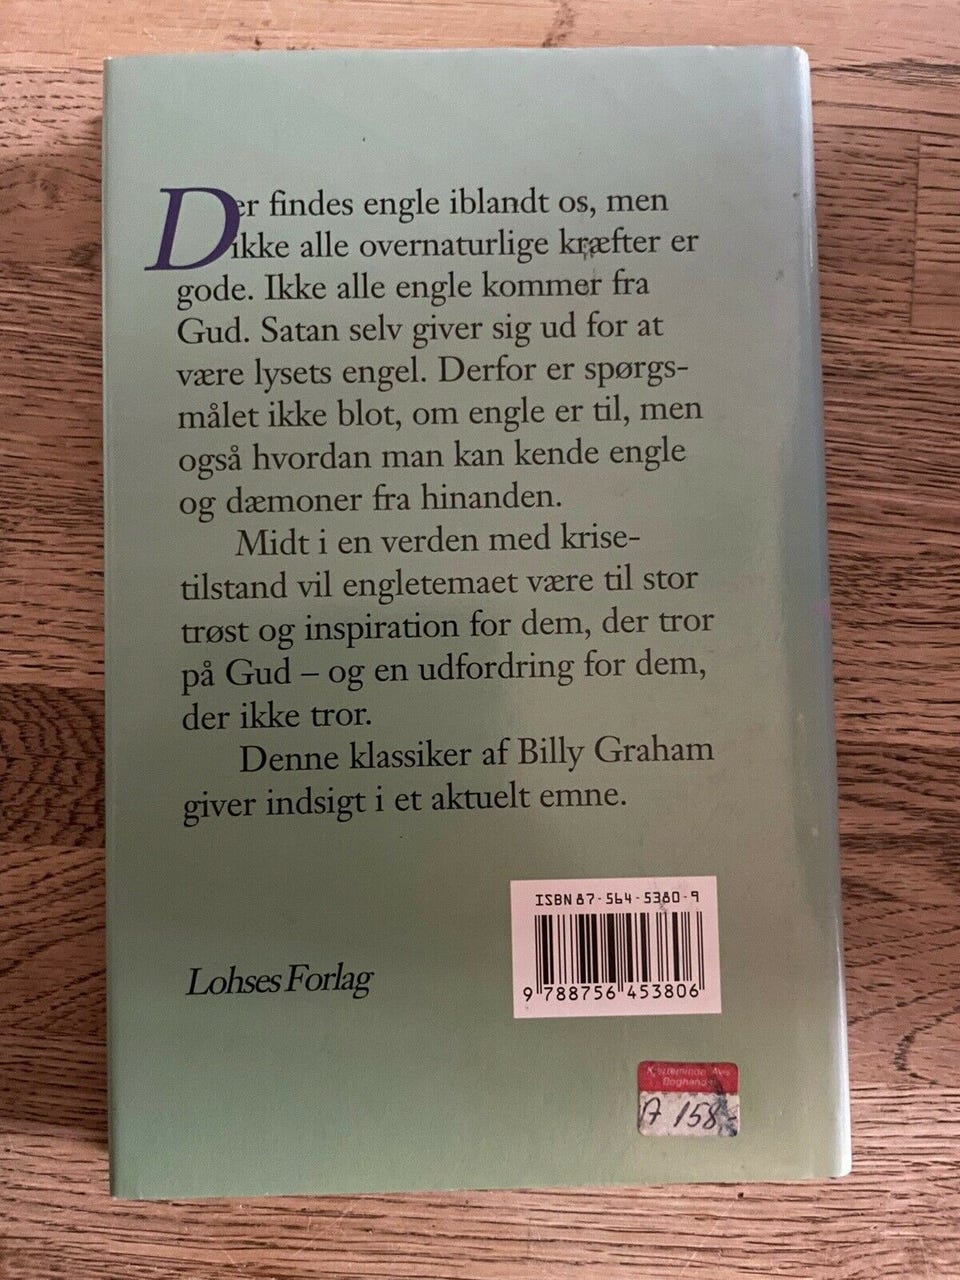 Der findes engle iblandt os, men
ikke alle overnaturlige kræfter er
gode. Ikke alle engle kommer fra
Gud. Satan selv giver sig ud for at
være lysets engel. Derfor er spørgs-
målet ikke blot, om engle er til, men
også hvordan man kan kende engle
og dæmoner fra hinanden.
Midt i en verden med krise-
tilstand vil engletemaet være til stor
trøst og inspiration for dem, der tror
på Gud – og en udfordring for dem,
der ikke tror.
Denne klassiker af Billy Graham
giver indsigt i et aktuelt emne.
ISBN 87-564-5380-9
9 788756 453806
Lohses Forlag
Kerteminde Avis
Boghandel
A 158,-